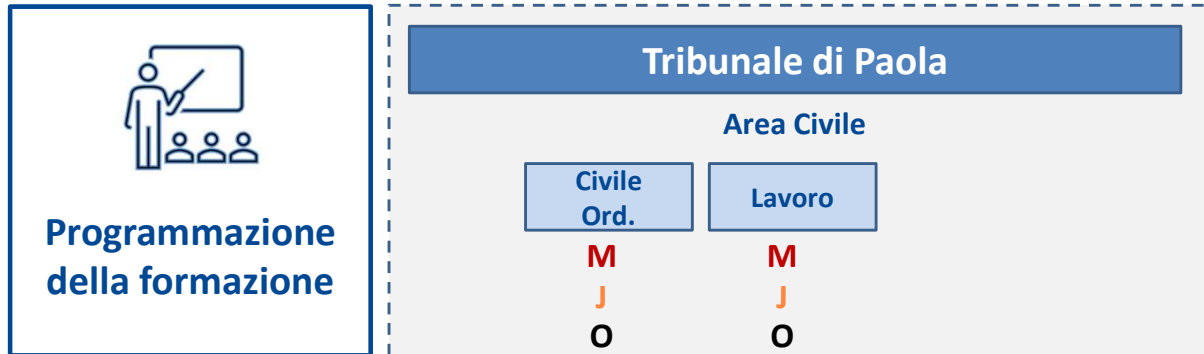 Programmazione
della formazione
Tribunale di Paola
Area Civile
Civile
Ord.
Lavoro
M
J
O
M
J
O